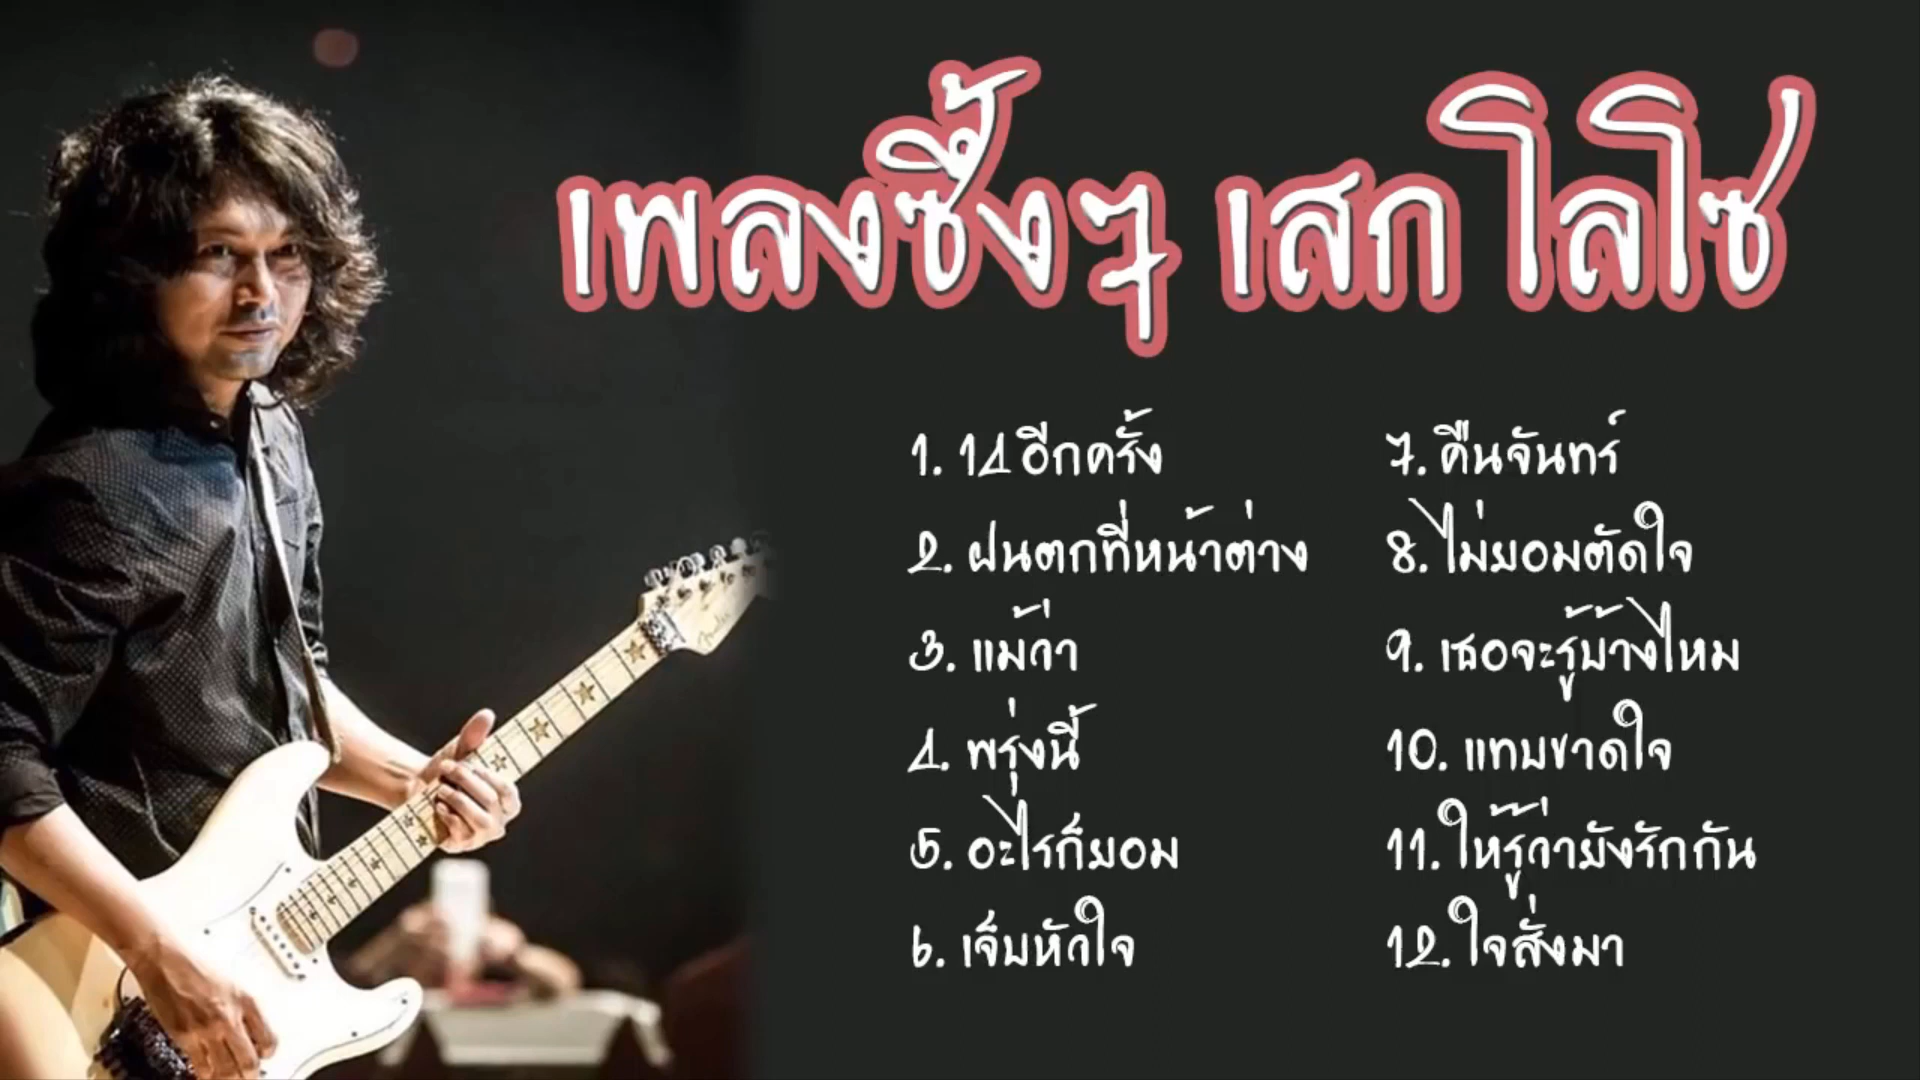 เพลงซึ้งๆ เสก โลโซ
1. 14 อีกครั้ง
2. ฝนตกที่หน้าต่าง
3. แม้ว่า
4. พรุ่งนี้
5. อะไรก็ยอม
6. เจ็บหัวใจ
7. คืนจันทร์
8. ไม่ยอมตัดใจ
9. เธอจะรู้บ้างไหม
10. แทบขาดใจ
11. ให้รู้ว่ายังรักกัน
12. ใจสั่งมา
Fender